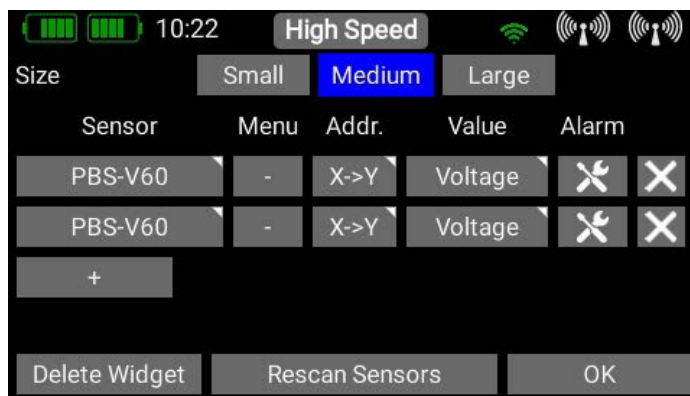 10:22 High Speed
Size Small Medium Large
Sensor Menu Addr. Value Alarm
PBS-V60 - X->Y Voltage
PBS-V60 - X->Y Voltage
+
Delete Widget Rescan Sensors OK